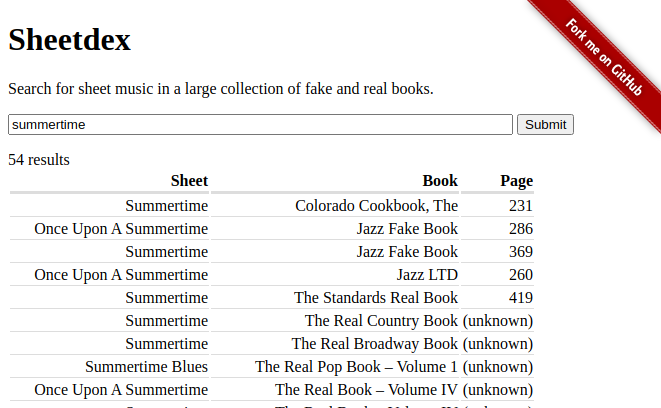 Sheetdex
Fork me on GitHub
Search for sheet music in a large collection of fake and real books.
summertime Submit
54 results
Sheet Book Page
Summertime Colorado Cookbook, The 231
Once Upon A Summertime Jazz Fake Book 286
Summertime Jazz Fake Book 369
Once Upon A Summertime Jazz LTD 260
Summertime The Standards Real Book 419
Summertime The Real Country Book (unknown)
Summertime The Real Broadway Book (unknown)
Summertime Blues The Real Pop Book – Volume 1 (unknown)
Once Upon A Summertime The Real Book – Volume IV (unknown)